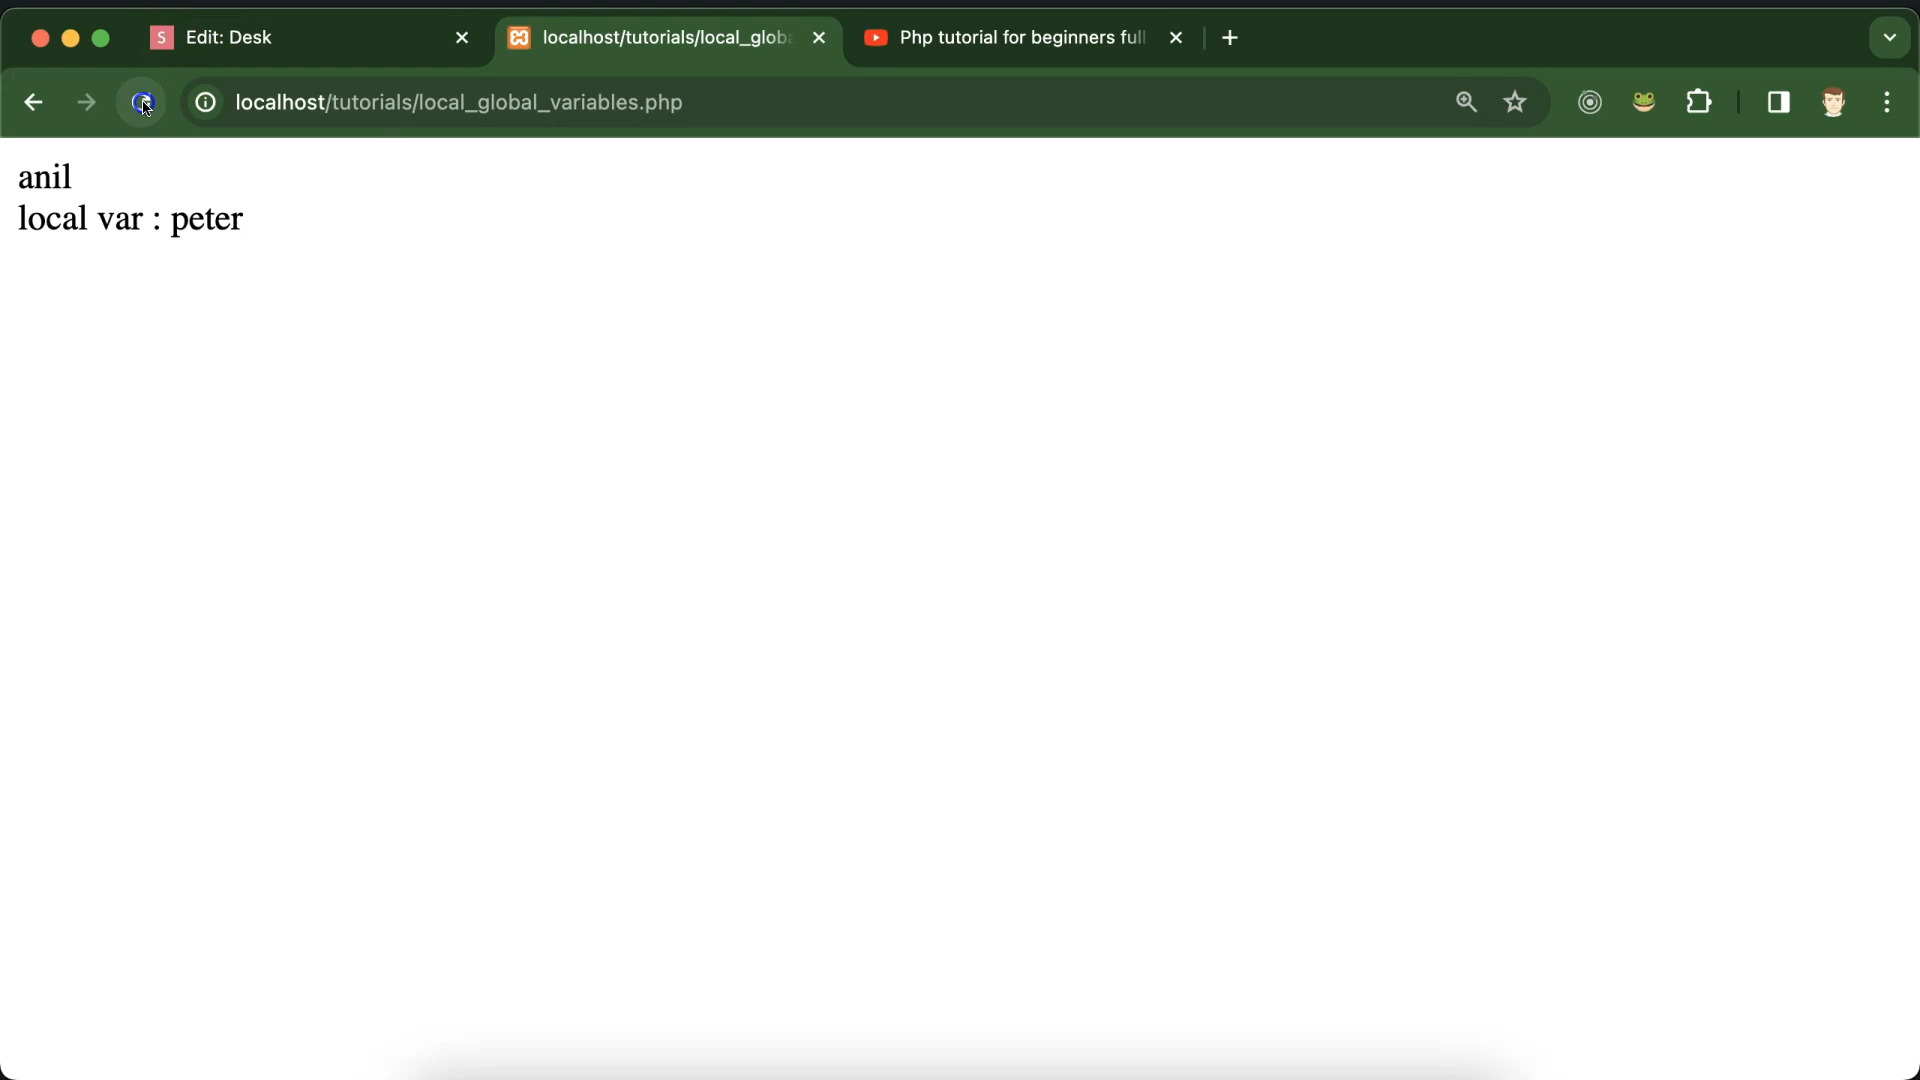 S Edit: Desk
localhost/tutorials/local_glob
Php tutorial for beginners full
localhost/tutorials/local_global_variables.php
anil
local var : peter